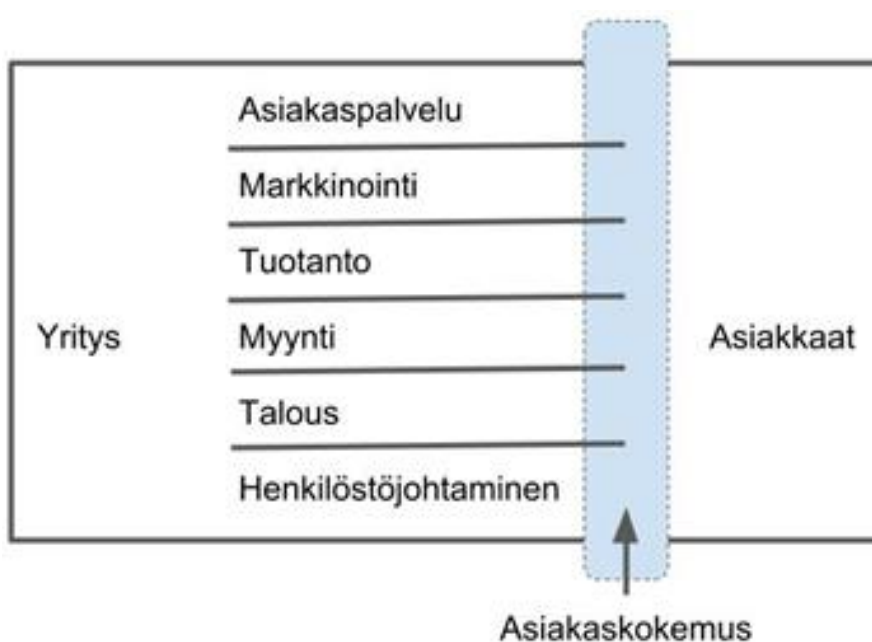 Asiakaspalvelu
Markkinointi
Tuotanto
Yritys
Myynti
Asiakkaat
Talous
Henkilöstöjohtaminen
Asiakaskokemus